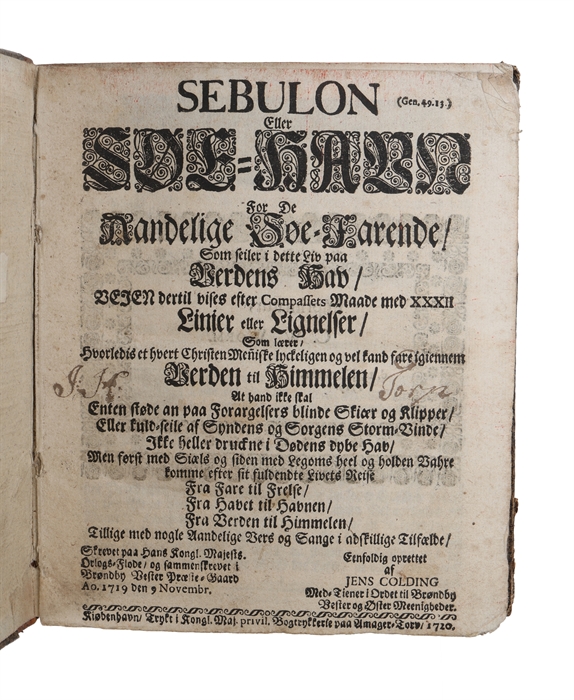 SEBULON (Gen. 49. 13.)
Eller
SØE-HAVN
For De
Aandelige Søe-Farende/
Som seiler i dette Liv paa
Verdens Hav/
VEJEN dertil vises efter Compassets Maade med XXXII
Linier eller Lignelser/
Som lærer/
Hvorledis et hvert Christen Meñiske lyckeligen og vel kand fare igiennem
Verden til Himmelen/
J: H. Torp
At hand ikke skal
Enten støde an paa Forargelsers blinde Skiær og Klipper/
Eller kuld-seile af Syndens og Sorgens Storm-Vinde/
Ikke heller druckne i Dødens dybe Hav/
Men først med Siæls og siden med Legoms heel og holden Vahre
komme efter sit fuldendte Livets Reise
Fra Fare til Frelse/
Fra Havet til Havnen/
Fra Verden til Himmelen/
Tillige med nogle Aandelige Vers og Sange i adskillige Tilfælde/
Skrevet paa Hans Kongl. Majests.
Orlogs-Flode/ og sammenskrevet i
Brøndby Vester Præste-Gaard
Ao. 1719 den 9 Novembr.
Eenfoldig oprettet
af
JENS COLDING
Med-Tiener i Ordet til Brøndby
Vester og Øster Meenigheder.
Kiøbenhavn/ Trykt i Kongl. Maj. privil. Bogtrykkerie paa Amager-Torv/ 1720.